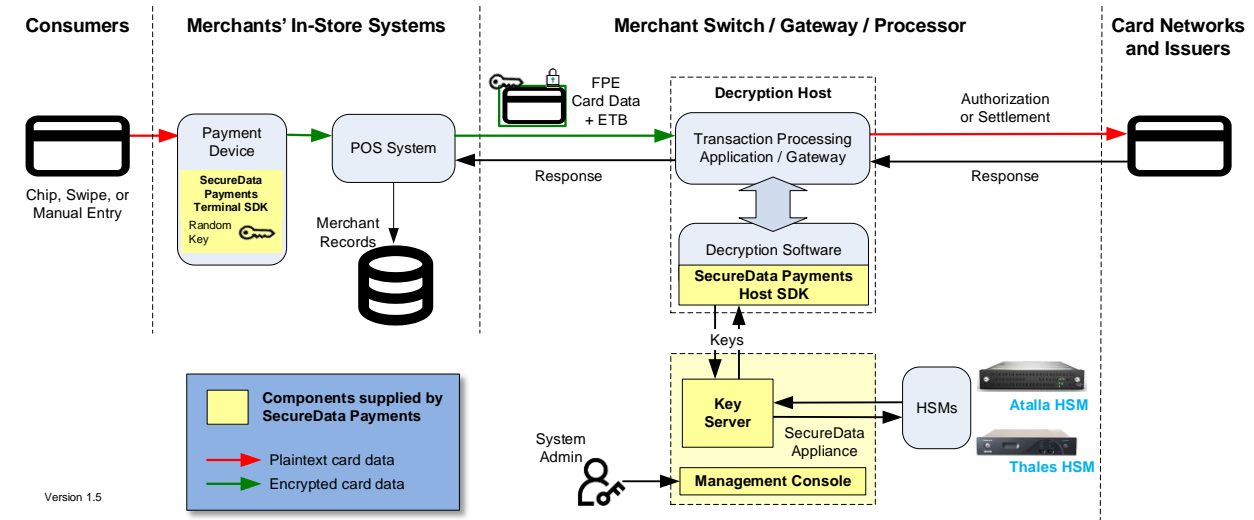 Consumers
Merchants' In-Store Systems
Merchant Switch / Gateway / Processor
Card Networks
and Issuers
Chip, Swipe, or
Manual Entry
Payment
Device
SecureData
Payments
Terminal SDK
Random
Key
POS System
Merchant
Records
FPE
Card Data
+ ETB
Response
Decryption Host
Transaction Processing
Application / Gateway
Decryption Software
SecureData Payments
Host SDK
Authorization
or Settlement
Response
Keys
Key
Server
SecureData
Appliance
HSMs
Atalla HSM
Thales HSM
System
Admin
Management Console
Components supplied by
SecureData Payments
Plaintext card data
Encrypted card data
Version 1.5